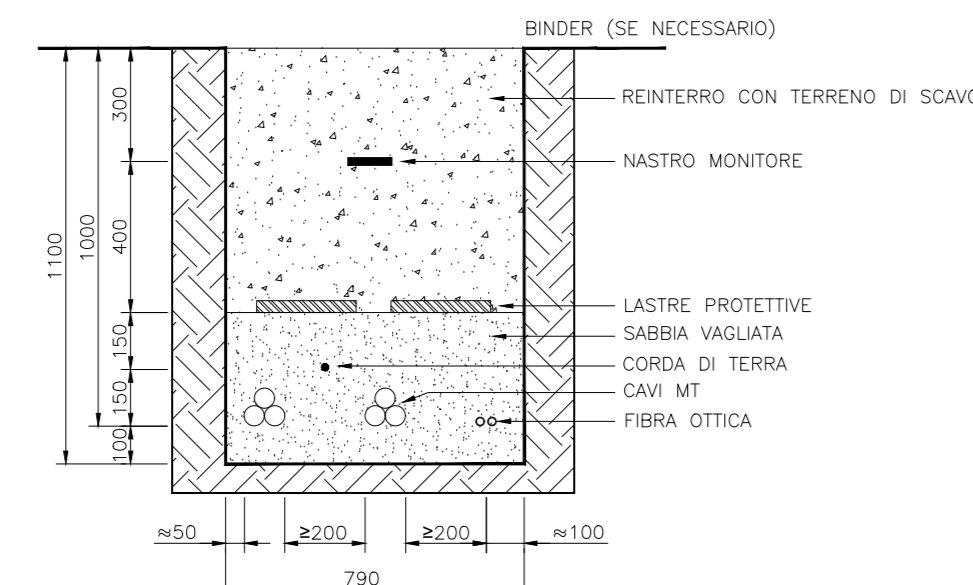 BINDER (SE NECESSARIO)
REINTERRO CON TERRENO DI SCAVO
NASTRO MONITORE
LASTRE PROTETTIVE
SABBIA VAGLIATA
CORDA DI TERRA
CAVI MT
FIBRA OTTICA
1100
1000
300
400
150
150
100
≈50
≥200
≥200
≈100
790